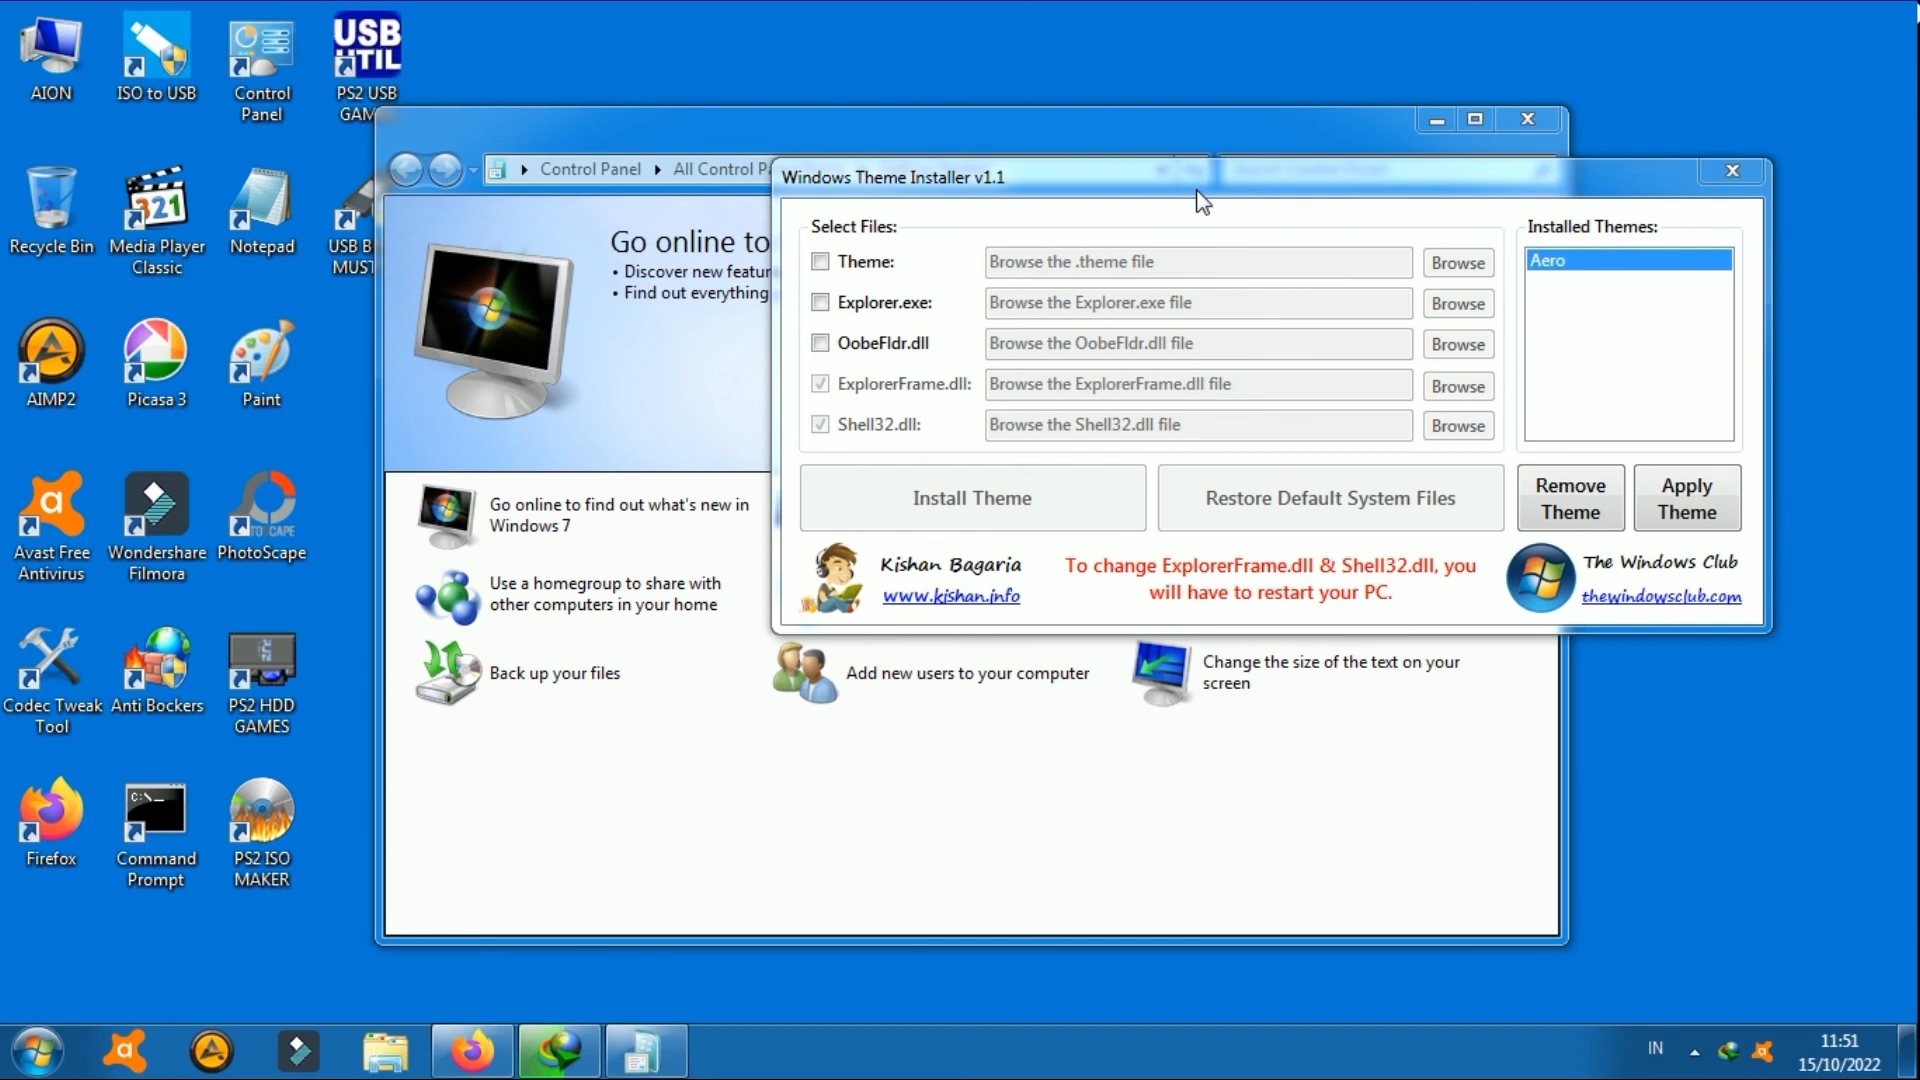 AION
ISO to USB
Control
Panel
USB
UTIL
PS2 USB
GAM
Recycle Bin
Media Player
Classic
321
Notepad
USB B
MUST
AIMP2
Picasa 3
Paint
Avast Free
Antivirus
Wondershare
Filmora
PhotoScape
Codec Tweak
Tool
Anti Bockers
PS2 HDD
GAMES
Firefox
C:\_
Command
Prompt
PS2 ISO
MAKER
Control Panel
All Control P
Go online to
• Discover new featur
• Find out everything
Go online to find out what's new in
Windows 7
Use a homegroup to share with
other computers in your home
Back up your files
Add new users to your computer
Change the size of the text on your
screen
Windows Theme Installer v1.1
Select Files:
Theme:
Browse the .theme file
Browse
Explorer.exe:
Browse the Explorer.exe file
Browse
OobeFldr.dll
Browse the OobeFldr.dll file
Browse
ExplorerFrame.dll:
Browse the ExplorerFrame.dll file
Browse
Shell32.dll:
Browse the Shell32.dll file
Browse
Installed Themes:
Aero
Install Theme
Restore Default System Files
Remove
Theme
Apply
Theme
Kishan Bagaria
www.kishan.info
To change ExplorerFrame.dll & Shell32.dll, you
will have to restart your PC.
The Windows Club
thewindowsclub.com
IN
11:51
15/10/2022